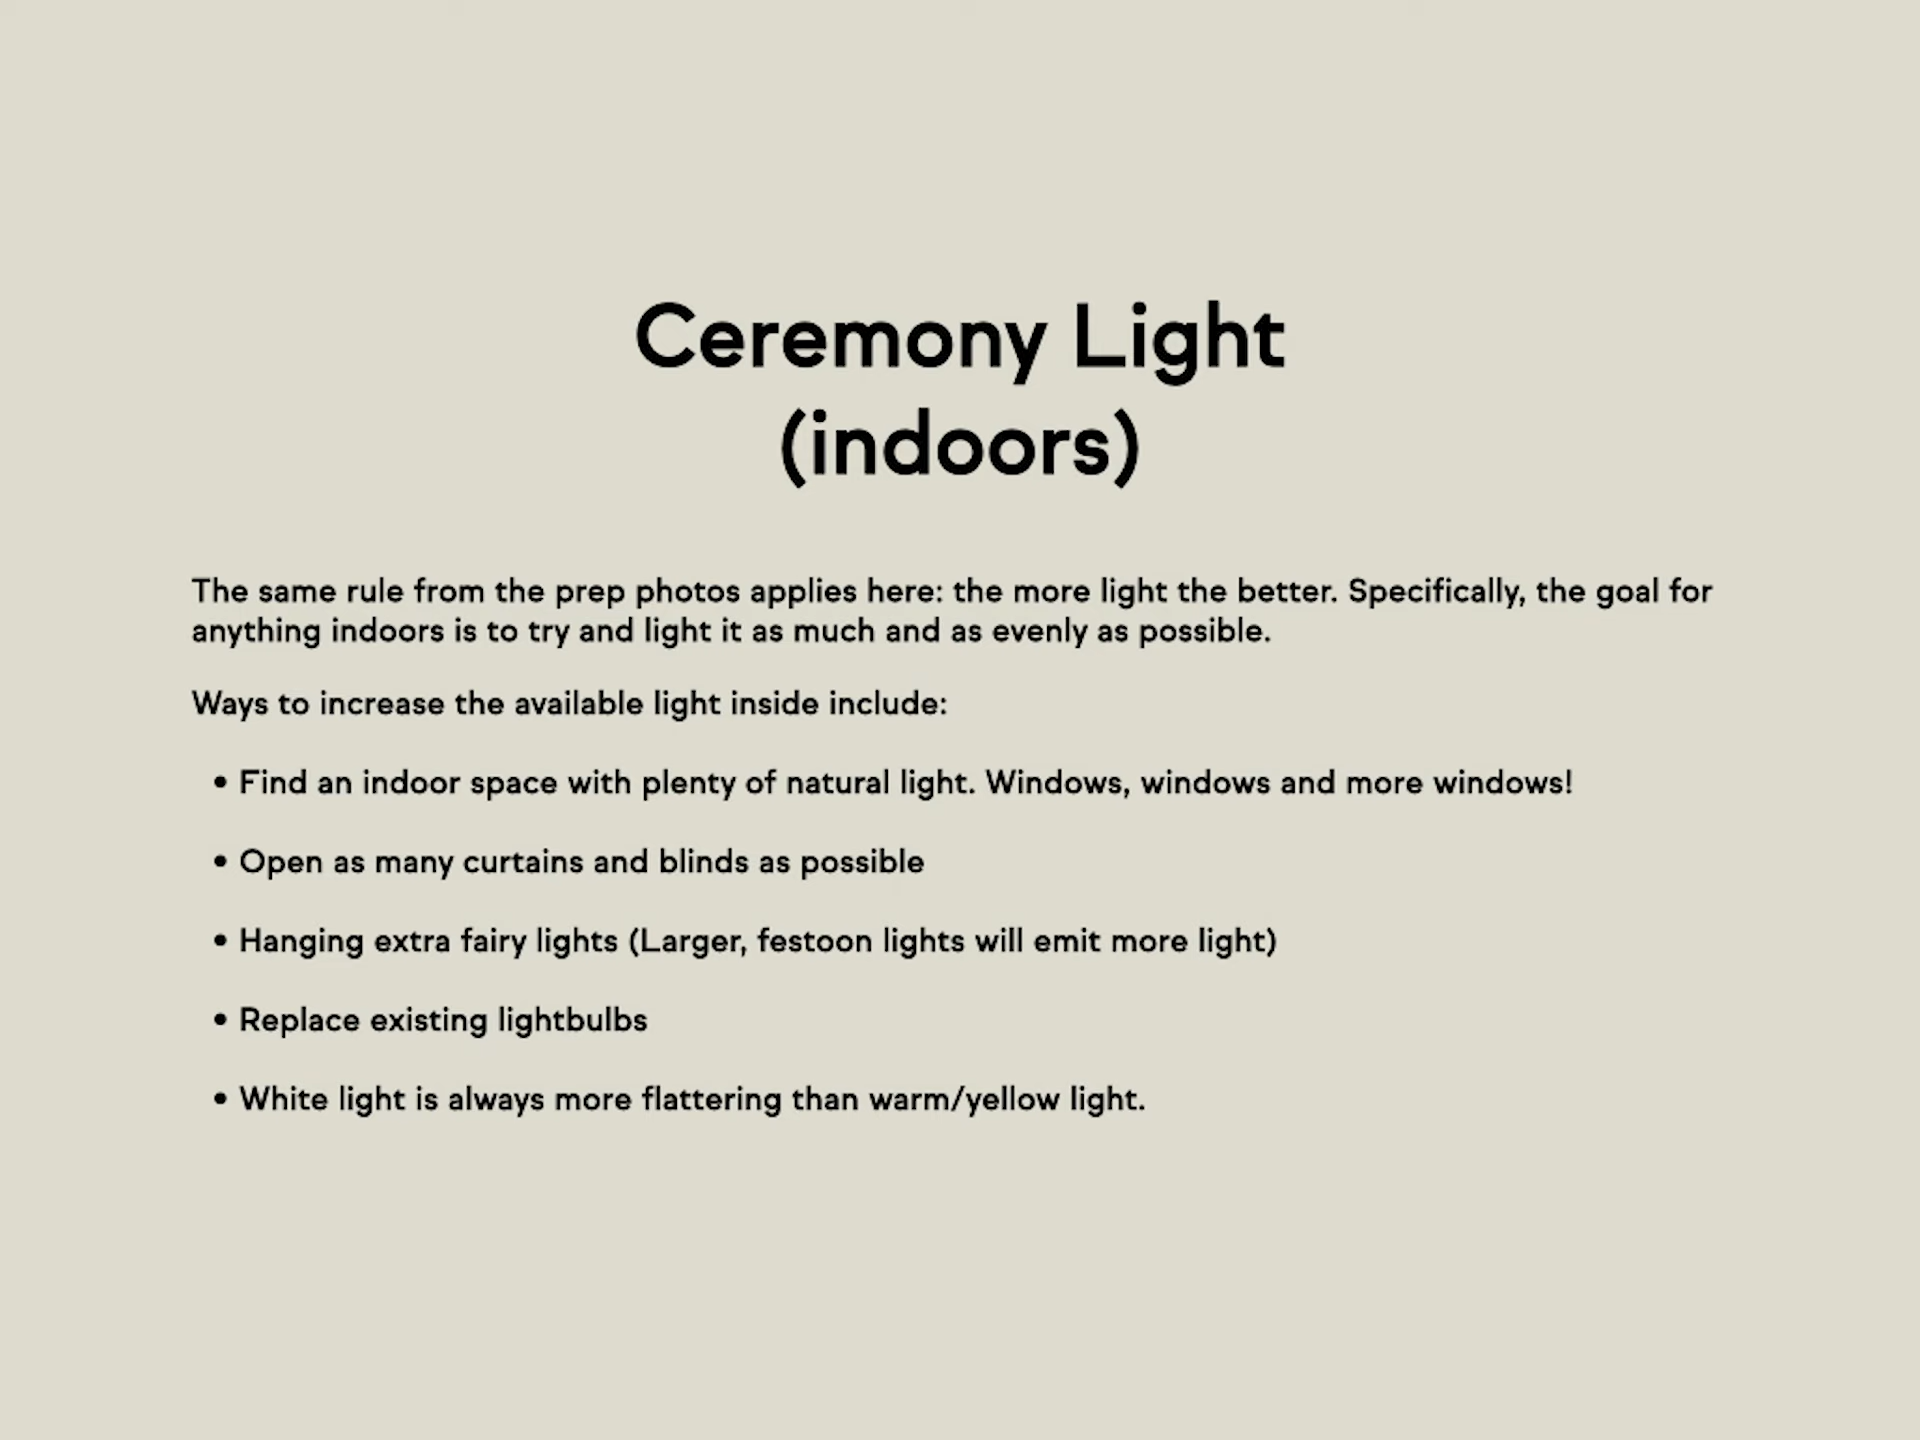 Ceremony Light
(indoors)
The same rule from the prep photos applies here: the more light the better. Specifically, the goal for
anything indoors is to try and light it as much and as evenly as possible.
Ways to increase the available light inside include:
• Find an indoor space with plenty of natural light. Windows, windows and more windows!
• Open as many curtains and blinds as possible
• Hanging extra fairy lights (Larger, festoon lights will emit more light)
• Replace existing lightbulbs
• White light is always more flattering than warm/yellow light.